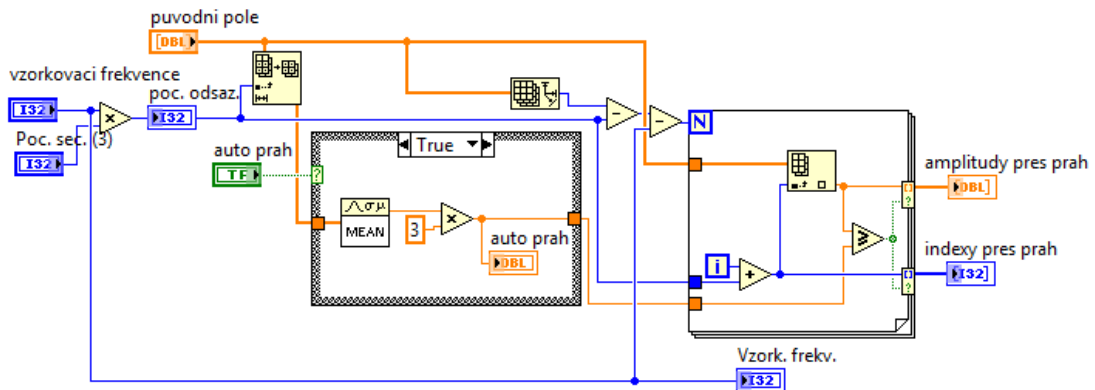 puvodni pole
[DBL]
vzorkovaci frekvence
I32
poc. odsaz.
I32
Poc. sec. (3)
I32
auto prah
TF
True
?
σμ
MEAN
3
auto prah
DBL
N
i
amplitudy pres prah
DBL]
[]
?
indexy pres prah
I32]
[]
?
Vzork. frekv.
I32